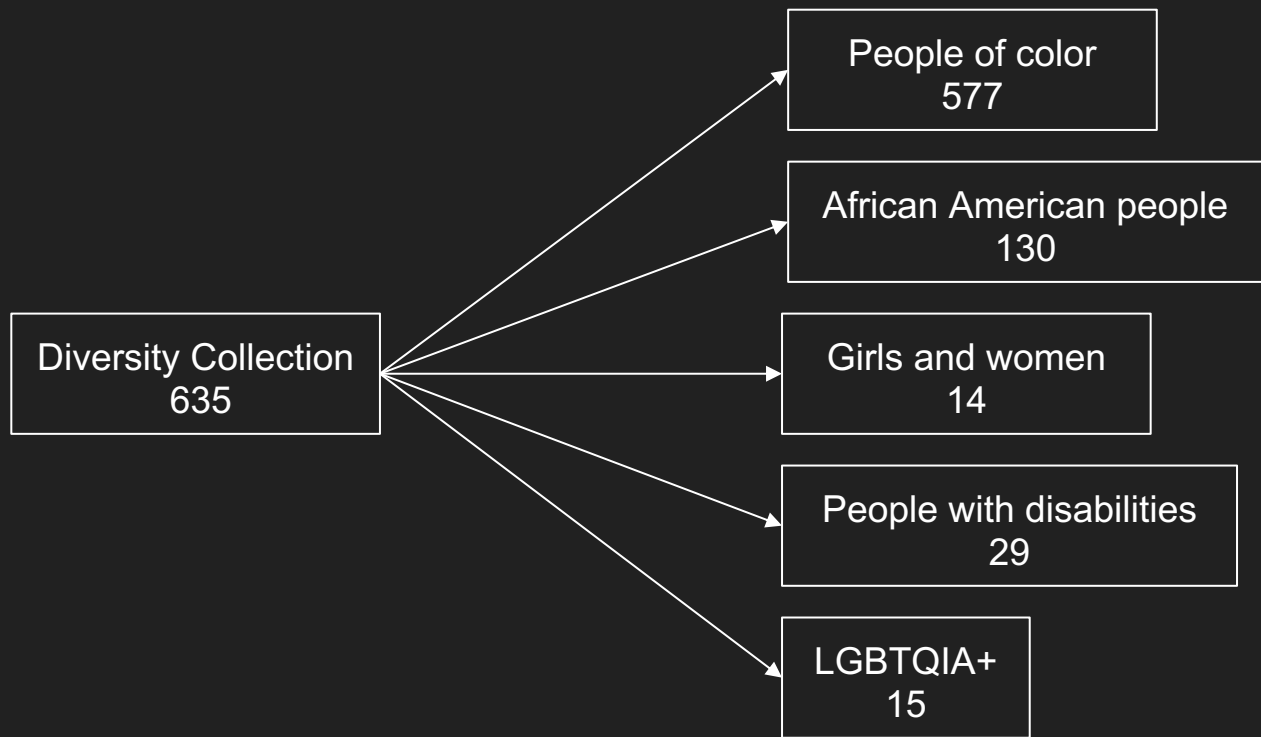 People of color
577
African American people
130
Diversity Collection
635
Girls and women
14
People with disabilities
29
LGBTQIA+
15